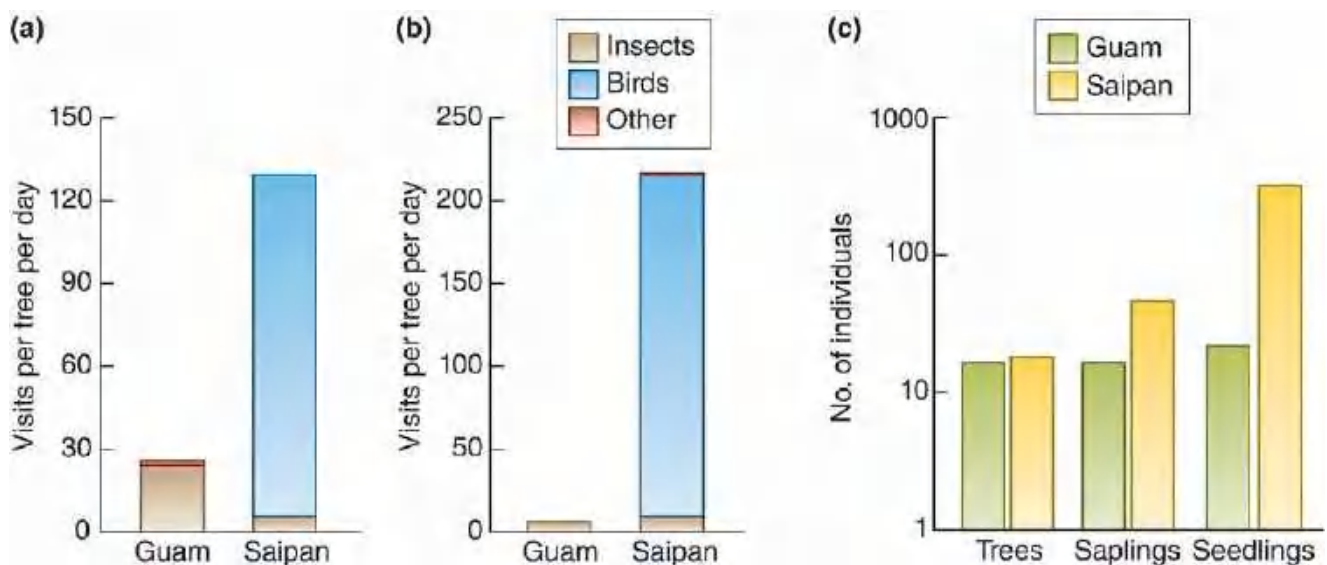 (a)
Visits per tree per day
150
120
90
60
30
0
Guam Saipan
(b)
Insects
Birds
Other
Visits per tree per day
250
200
150
100
50
0
Guam Saipan
(c)
Guam
Saipan
No. of individuals
1000
100
10
1
Trees Saplings Seedlings